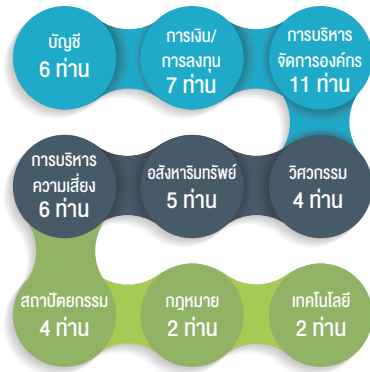 บัญชี
6 ท่าน
การเงิน/
การลงทุน
7 ท่าน
การบริหาร
จัดการองค์กร
11 ท่าน
การบริหาร
ความเสี่ยง
6 ท่าน
อสังหาริมทรัพย์
5 ท่าน
วิศวกรรม
4 ท่าน
สถาปัตยกรรม
4 ท่าน
กฎหมาย
2 ท่าน
เทคโนโลยี
2 ท่าน